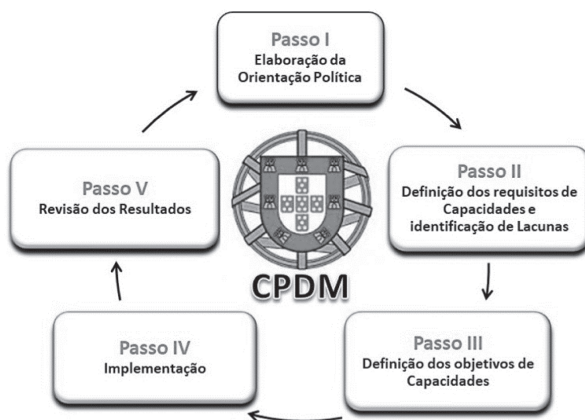 Passo I
Elaboração da
Orientação Política
Passo II
Definição dos requisitos de
Capacidades e
identificação de Lacunas
Passo III
Definição dos objetivos de
Capacidades
Passo IV
Implementação
Passo V
Revisão dos Resultados
CPDM